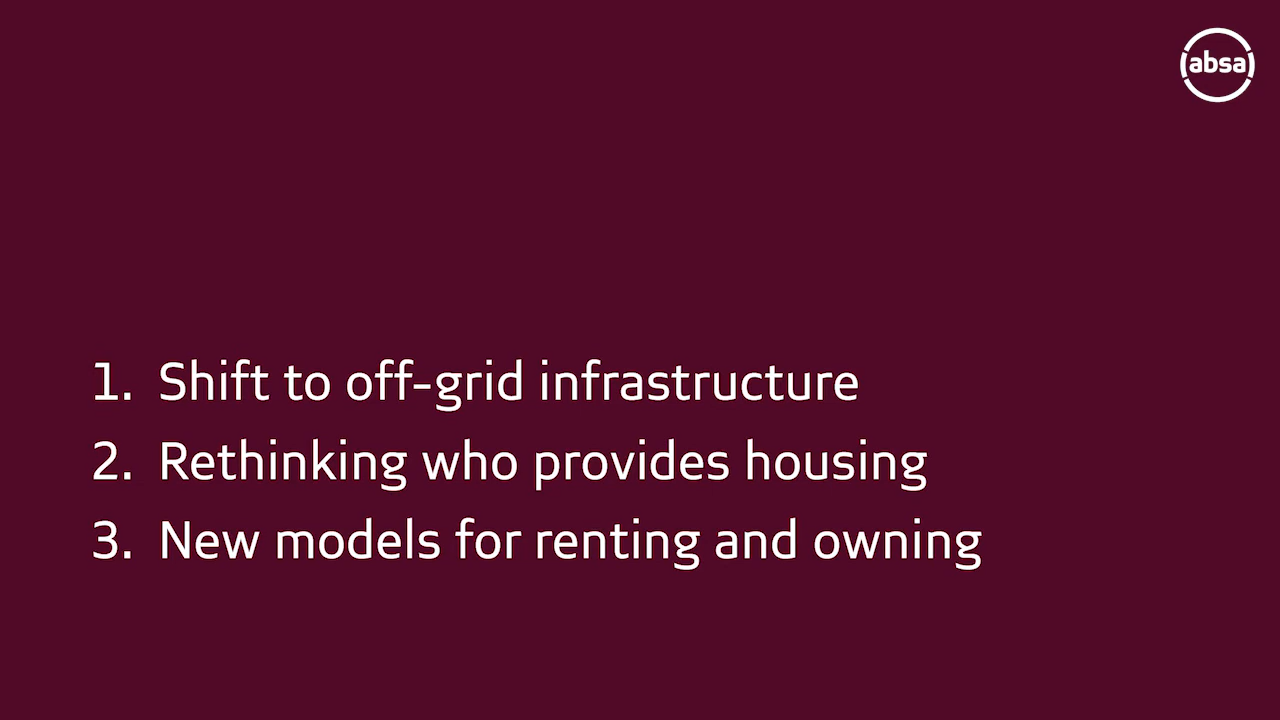 absa
1. Shift to off-grid infrastructure
2. Rethinking who provides housing
3. New models for renting and owning